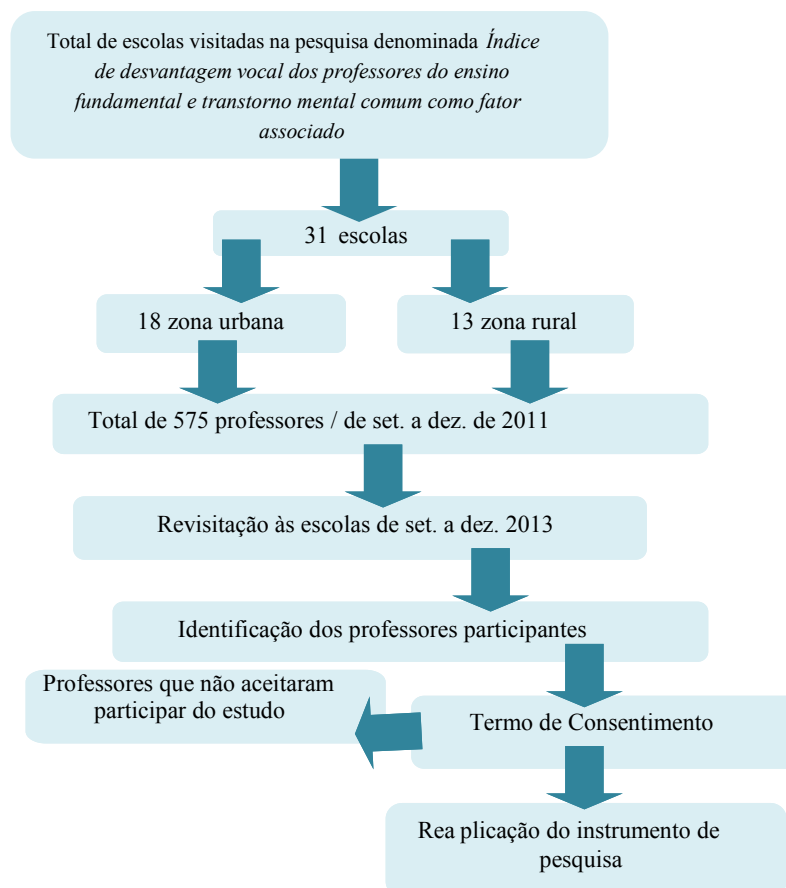 Total de escolas visitadas na pesquisa denominada Índice
de desvantagem vocal dos professores do ensino
fundamental e transtorno mental comum como fator
associado
31 escolas
18 zona urbana
13 zona rural
Total de 575 professores / de set. a dez. de 2011
Revisitação às escolas de set. a dez. 2013
Identificação dos professores participantes
Professores que não aceitaram
participar do estudo
Termo de Consentimento
Rea plicação do instrumento de
pesquisa